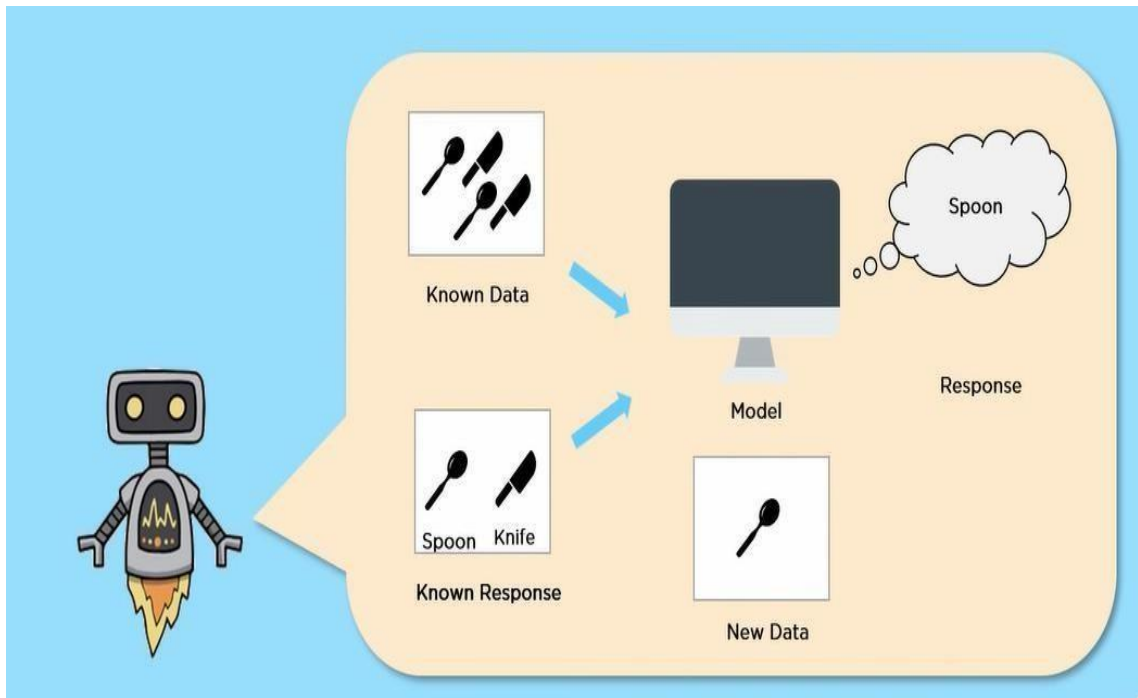 Known Data
Spoon Knife
Known Response
Model
New Data
Spoon
Response